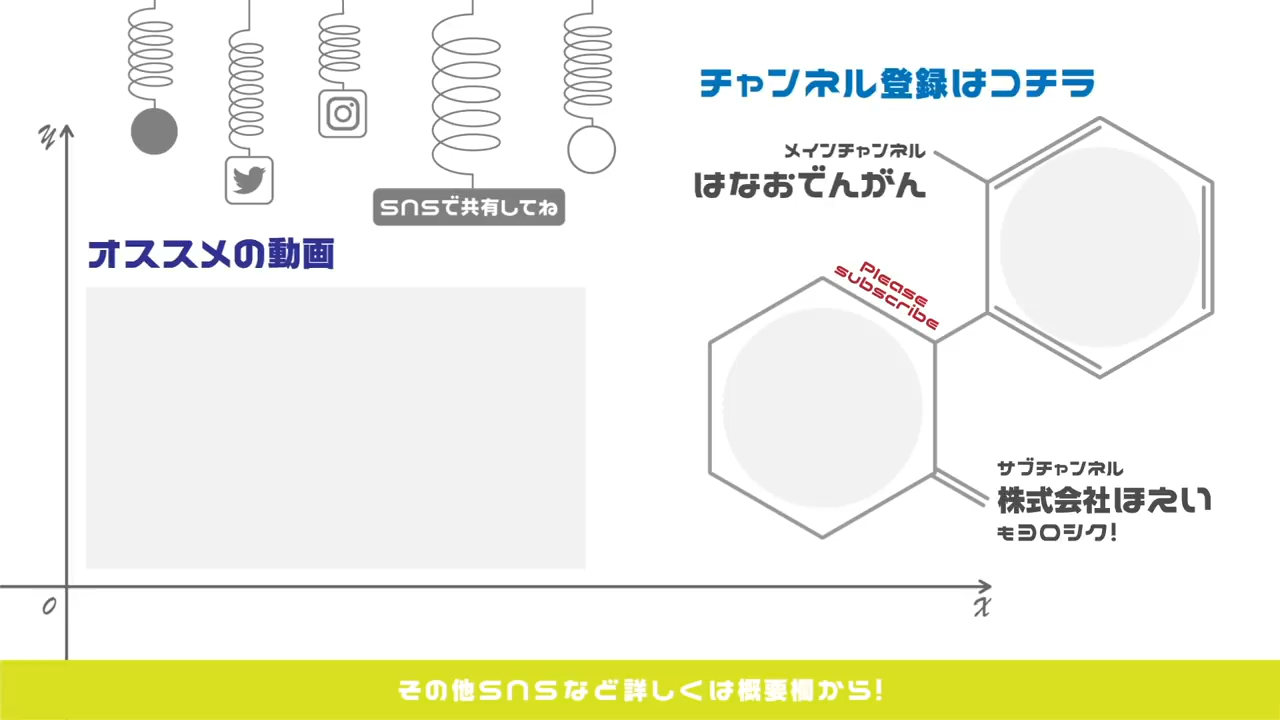 チャンネル登録はコチラ
メインチャンネル
はなおでんがん
y
SNSで共有してね
オススメの動画
Please
subscribe
サブチャンネル
株式会社ほえい
もヨロシク!
O
x
その他SNSなど詳しくは概要欄から!